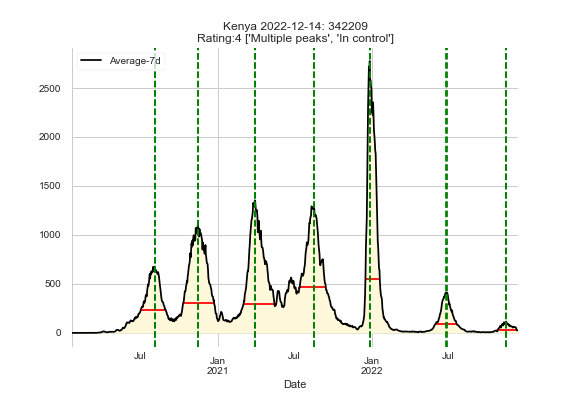 Kenya 2022-12-14: 342209
Rating:4 ['Multiple peaks', 'In control']
Average-7d
2500
2000
1500
1000
500
0
Jul
Jan
2021
Jul
Jan
2022
Jul
Date